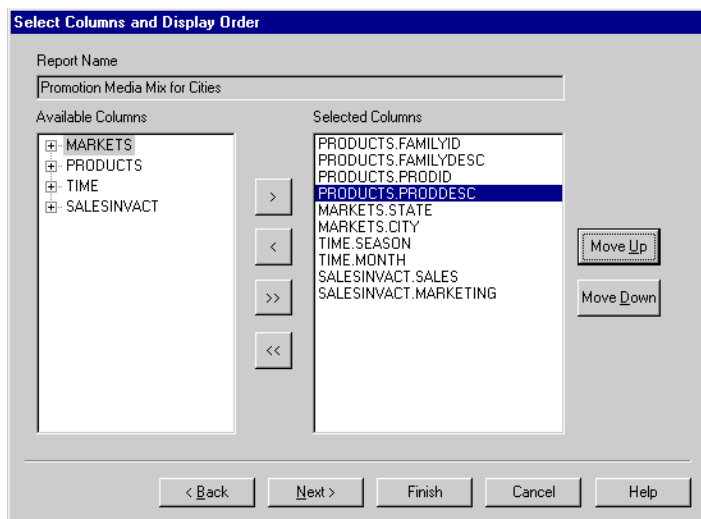 Select Columns and Display Order
Report Name
Promotion Media Mix for Cities
Available Columns
Selected Columns
MARKETS
PRODUCTS
TIME
SALESINVACT
>
<
>>
<<
PRODUCTS.FAMILYID
PRODUCTS.FAMILYDESC
PRODUCTS.PRODID
PRODUCTS.PRODDESC
MARKETS.STATE
MARKETS.CITY
TIME.SEASON
TIME.MONTH
SALESINVACT.SALES
SALESINVACT.MARKETING
Move Up
Move Down
< Back
Next >
Finish
Cancel
Help